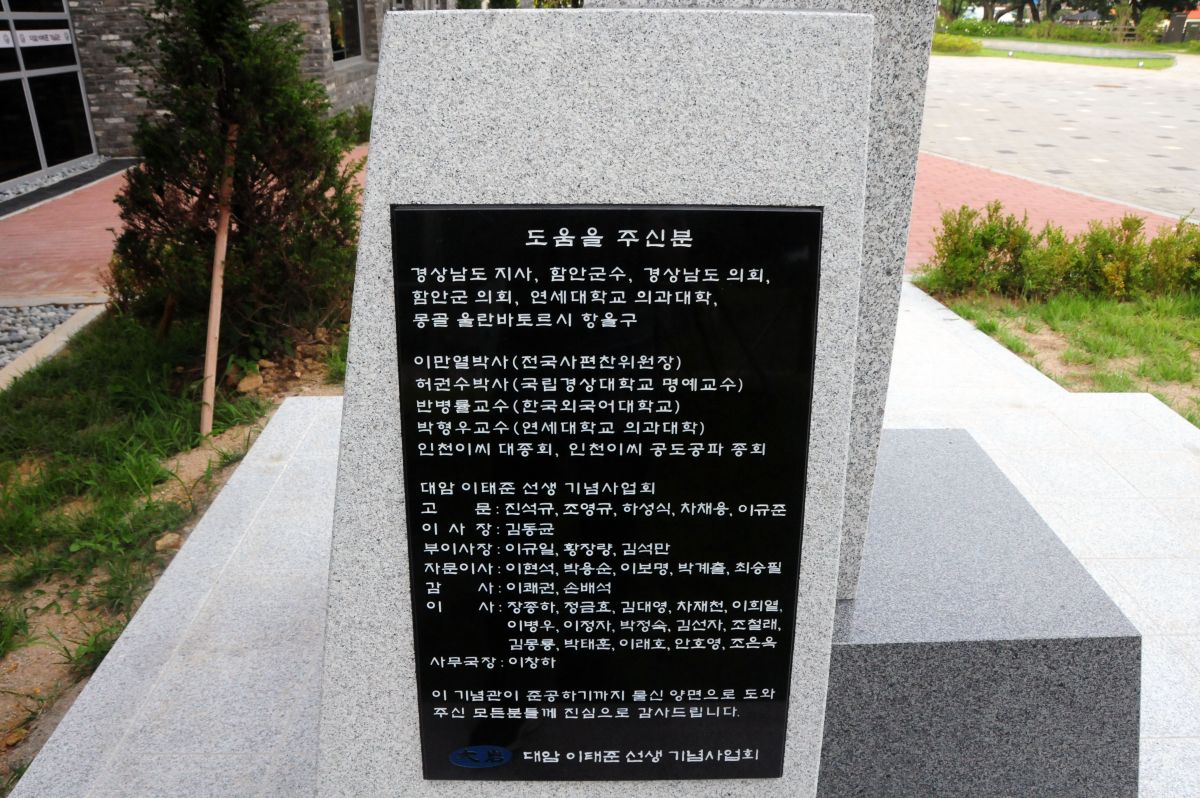 도움을 주신분
경상남도 지사, 함안군수, 경상남도 의회,
함안군 의회, 연세대학교 의과대학,
몽골 울란바토르시 항올구
이만열박사(전국사편찬위원장)
허권수박사(국립경상대학교 명예교수)
반병률교수(한국외국어대학교)
박형우교수(연세대학교 의과대학)
인천이씨 대종회, 인천이씨 공도공파 종회
대암 이태준 선생 기념사업회
고 문 : 진석규, 조영규, 하성식, 차채용, 이규준
이 사 장 : 김동균
부이사장 : 이규일, 황장량, 김석만
자문이사 : 이현석, 박용순, 이보명, 박계출, 최승필
감 사 : 이쾌권, 손배석
이 사 : 장종하, 정금효, 김대영, 차재천, 이희열,
이병우, 이정자, 박정숙, 김선자, 조철래,
김몽룡, 박태훈, 이래호, 안호영, 조은옥
사무국장 : 이창하
이 기념관이 준공하기까지 물신 양면으로 도와
주신 모든분들께 진심으로 감사드립니다.
大岩 대암 이태준 선생 기념사업회